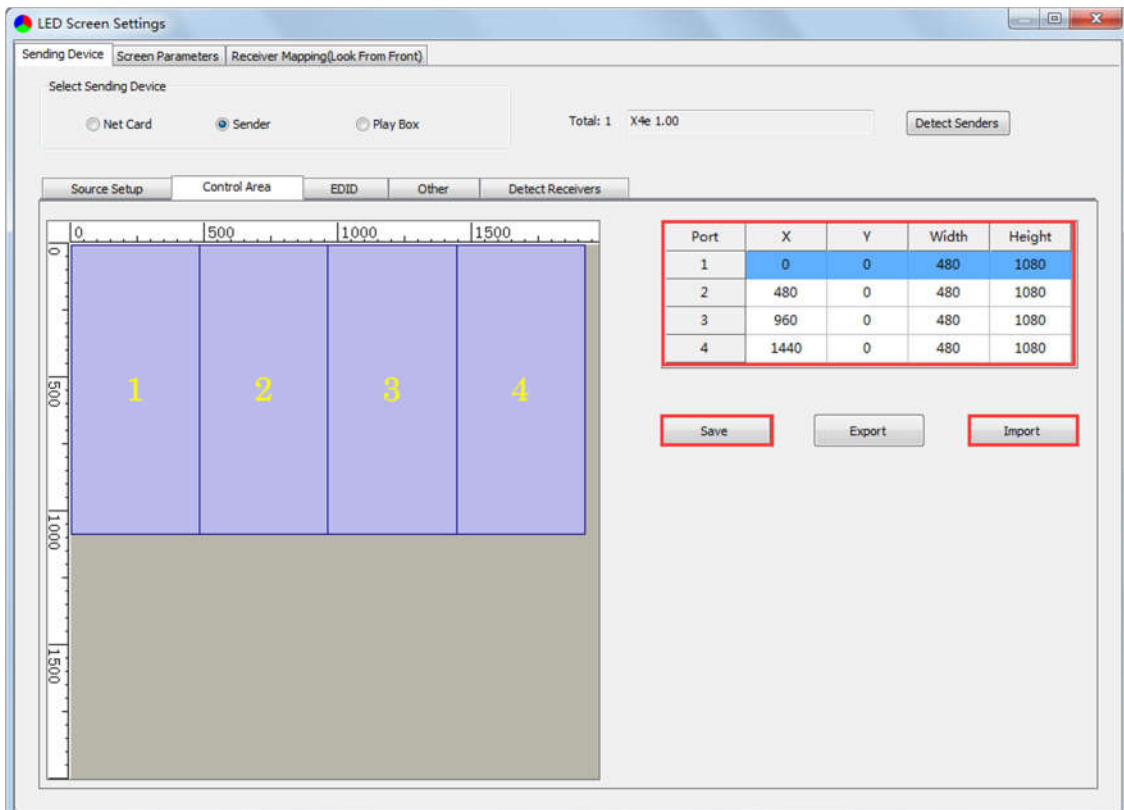 LED Screen Settings
Sending Device Screen Parameters Receiver Mapping(Look From Front)
Select Sending Device
Net Card Sender Play Box Total: 1 X4e 1.00 Detect Senders
Source Setup Control Area EDID Other Detect Receivers
0 500 1000 1500
Port X Y Width Height
1 0 0 480 1080
2 480 0 480 1080
3 960 0 480 1080
4 1440 0 480 1080
0
500
1000
1500
1 2 3 4
Save Export Import